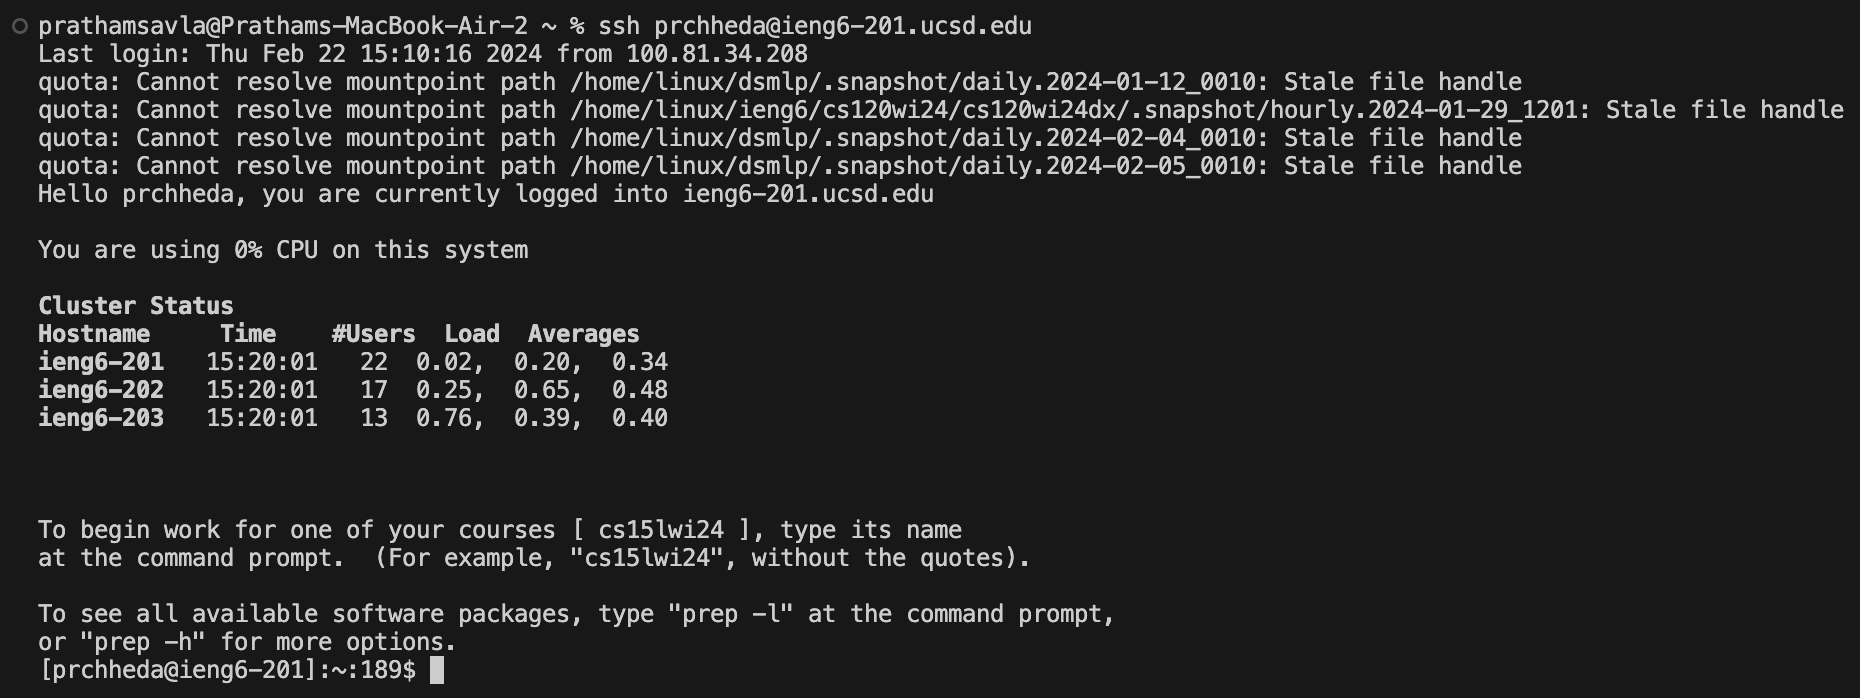 prathamsavla@Prathams-MacBook-Air-2 ~ % ssh prchheda@ieng6-201.ucsd.edu
Last login: Thu Feb 22 15:10:16 2024 from 100.81.34.208
quota: Cannot resolve mountpoint path /home/linux/dsmlp/.snapshot/daily.2024-01-12_0010: Stale file handle
quota: Cannot resolve mountpoint path /home/linux/ieng6/cs120wi24/cs120wi24dx/.snapshot/hourly.2024-01-29_1201: Stale file handle
quota: Cannot resolve mountpoint path /home/linux/dsmlp/.snapshot/daily.2024-02-04_0010: Stale file handle
quota: Cannot resolve mountpoint path /home/linux/dsmlp/.snapshot/daily.2024-02-05_0010: Stale file handle
Hello prchheda, you are currently logged into ieng6-201.ucsd.edu

You are using 0% CPU on this system

Cluster Status
Hostname     Time    #Users  Load  Averages
ieng6-201   15:20:01   22  0.02,  0.20,  0.34
ieng6-202   15:20:01   17  0.25,  0.65,  0.48
ieng6-203   15:20:01   13  0.76,  0.39,  0.40

To begin work for one of your courses [ cs15lwi24 ], type its name
at the command prompt.  (For example, "cs15lwi24", without the quotes).

To see all available software packages, type "prep -l" at the command prompt,
or "prep -h" for more options.
[prchheda@ieng6-201]:~:189$